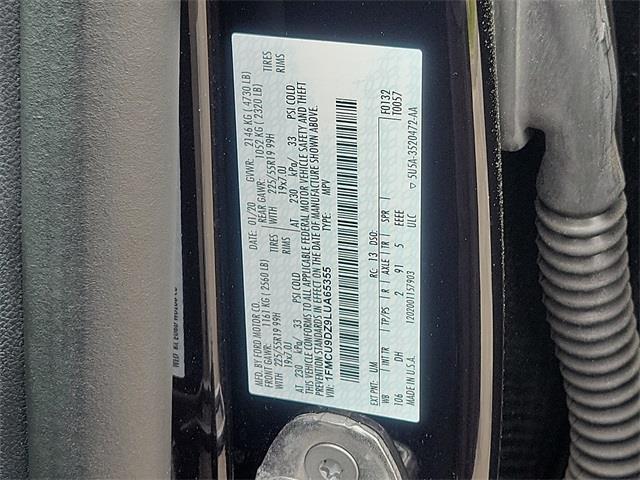 MFD. BY FORD MOTOR CO. DATE: 01/20 GVWR: 2146 KG ( 4730 LB)
FRONT GAWR: 1161 KG (2560 LB) REAR GAWR: 1052 KG ( 2320 LB)
WITH 225/55R19 99H TIRES WITH 225/55R19 99H TIRES
19x7.0J RIMS 19x7.0J RIMS
AT 230 kPa/ 33 PSI COLD AT 230 kPa/ 33 PSI COLD
THIS VEHICLE CONFORMS TO ALL APPLICABLE FEDERAL MOTOR VEHICLE SAFETY AND THEFT
PREVENTION STANDARDS IN EFFECT ON THE DATE OF MANUFACTURE SHOWN ABOVE.
VIN: 1FMCU9DZ9LUA65355 TYPE: MPV
EXT PNT: UM RC: 13 DSO: F0132
WB INT TR TP/PS R AXLE TR SPR T0057
106 DH 2 91 5 EEEE
MADE IN U.S.A. 1202001157903 ULC 5U5A-3520472-AA